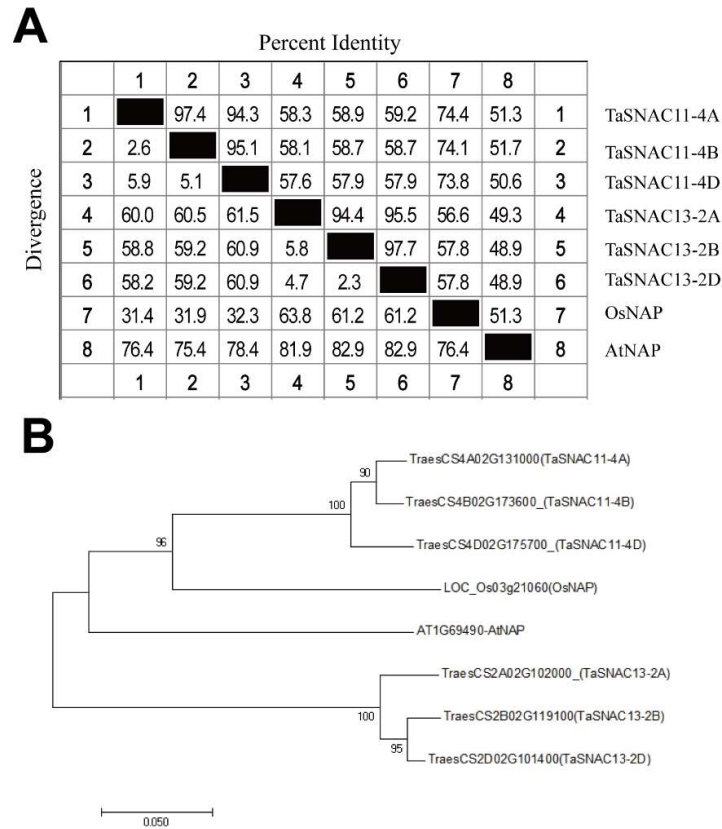 A
Percent Identity
1 2 3 4 5 6 7 8
1 97.4 94.3 58.3 58.9 59.2 74.4 51.3 1 TaSNAC11-4A
2 2.6 95.1 58.1 58.7 58.7 74.1 51.7 2 TaSNAC11-4B
3 5.9 5.1 57.6 57.9 57.9 73.8 50.6 3 TaSNAC11-4D
4 60.0 60.5 61.5 94.4 95.5 56.6 49.3 4 TaSNAC13-2A
5 58.8 59.2 60.9 5.8 97.7 57.8 48.9 5 TaSNAC13-2B
6 58.2 59.2 60.9 4.7 2.3 57.8 48.9 6 TaSNAC13-2D
7 31.4 31.9 32.3 63.8 61.2 61.2 51.3 7 OsNAP
8 76.4 75.4 78.4 81.9 82.9 82.9 76.4 8 AtNAP
1 2 3 4 5 6 7 8
Divergence
B
TraesCS4A02G131000(TaSNAC11-4A)
90
TraesCS4B02G173600_(TaSNAC11-4B)
100
TraesCS4D02G175700_(TaSNAC11-4D)
96
LOC_Os03g21060(OsNAP)
AT1G69490-AtNAP
TraesCS2A02G102000_(TaSNAC13-2A)
100
TraesCS2B02G119100(TaSNAC13-2B)
95
TraesCS2D02G101400(TaSNAC13-2D)
0.050